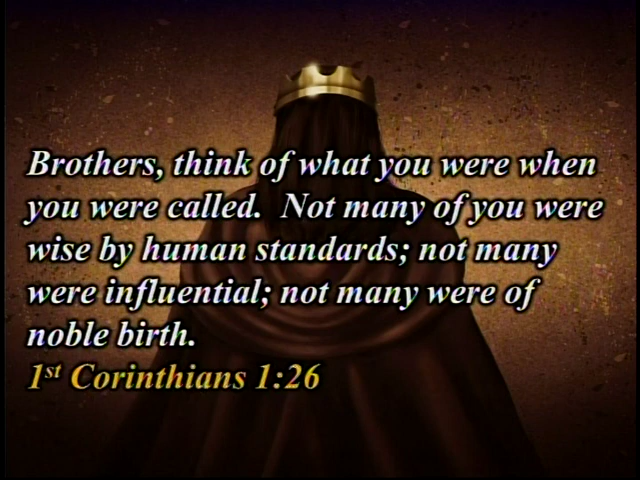 Brothers, think of what you were when
you were called.  Not many of you were
wise by human standards; not many
were influential; not many were of
noble birth.
1st Corinthians 1:26